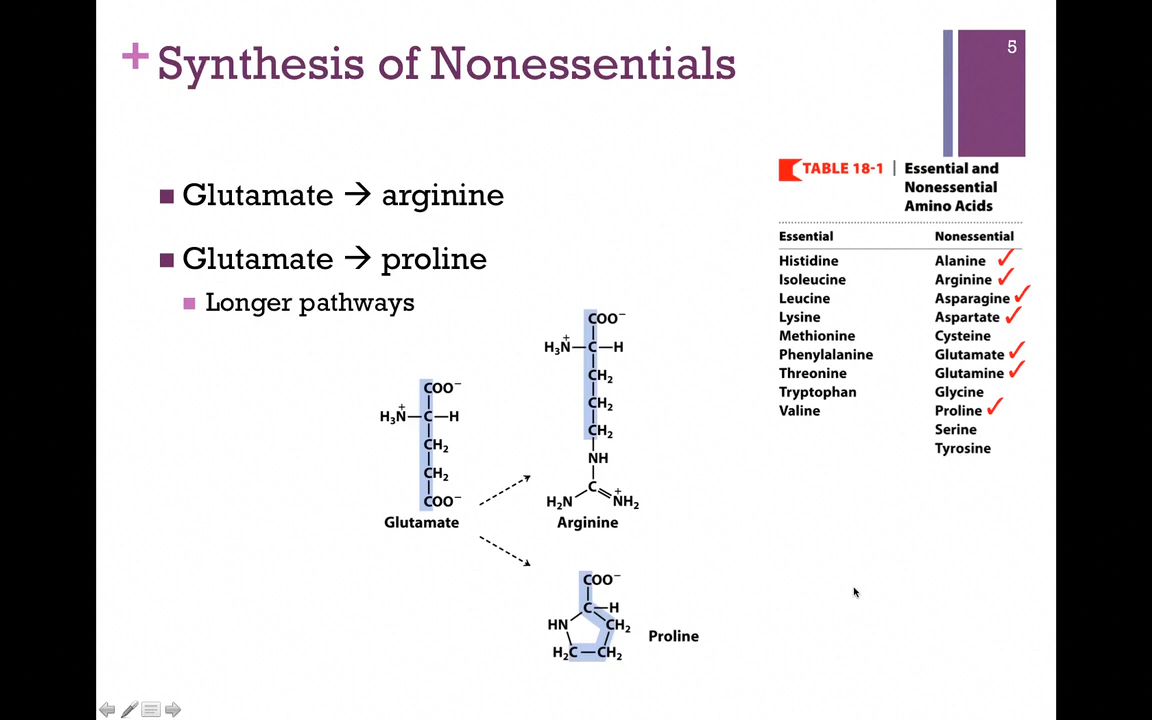 + Synthesis of Nonessentials
5
■ Glutamate → arginine
■ Glutamate → proline
■ Longer pathways
TABLE 18-1 | Essential and
Nonessential
Amino Acids
Essential Nonessential
Histidine Alanine ✓
Isoleucine Arginine ✓
Leucine Asparagine ✓
Lysine Aspartate ✓
Methionine Cysteine
Phenylalanine Glutamate ✓
Threonine Glutamine ✓
Tryptophan Glycine
Valine Proline ✓
Serine
Tyrosine
COO⁻
H₃N⁺—C—H
CH₂
CH₂
COO⁻
Glutamate
COO⁻
H₃N⁺—C—H
CH₂
CH₂
CH₂
NH
C
H₂N NH₂⁺
Arginine
COO⁻
C—H
HN CH₂
H₂C—CH₂
Proline